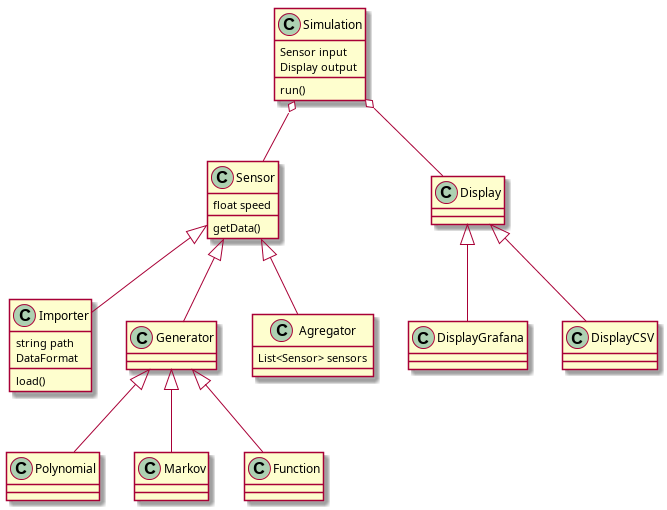 C Simulation
Sensor input
Display output
run()
C Sensor
float speed
getData()
C Display
C Importer
string path
DataFormat
load()
C Generator
C Agregator
List<Sensor> sensors
C DisplayGrafana
C DisplayCSV
C Polynomial
C Markov
C Function